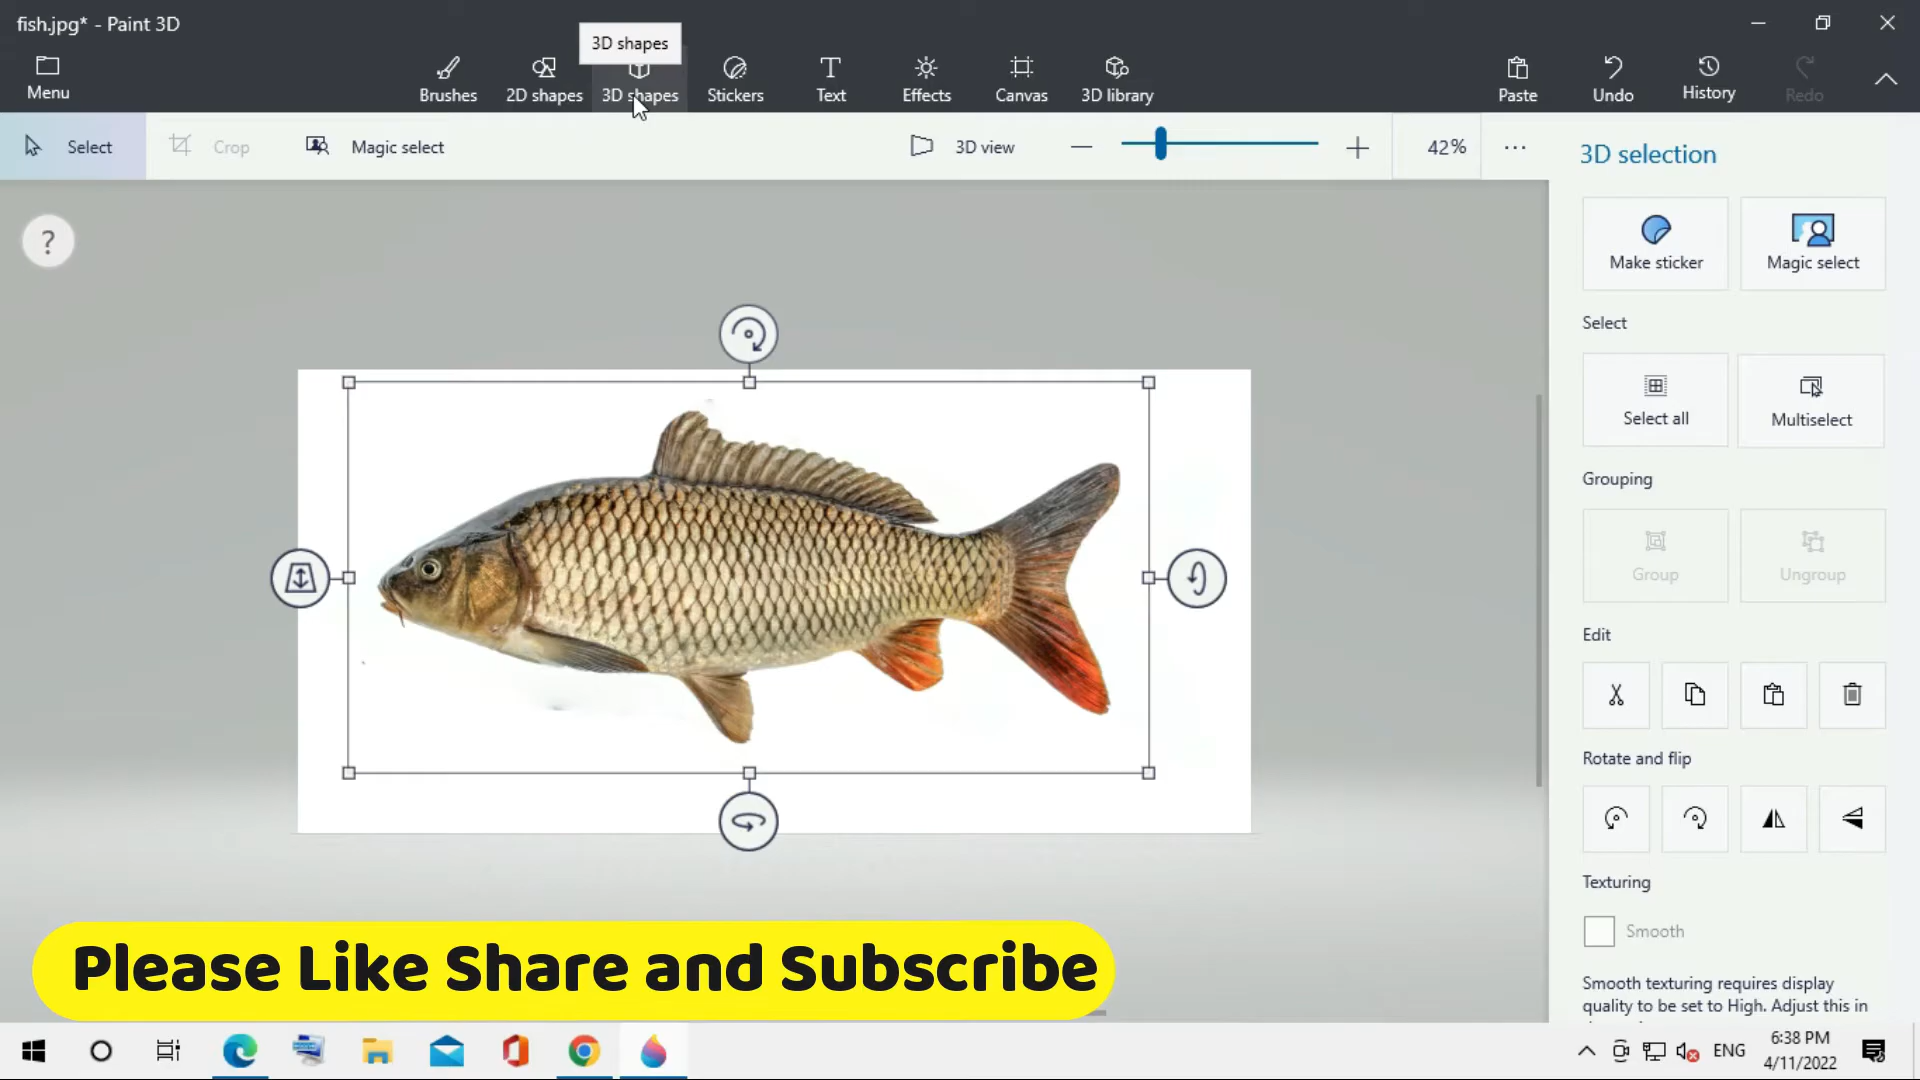 fish.jpg* - Paint 3D
3D shapes
Menu
Brushes
2D shapes
3D shapes
Stickers
Text
Effects
Canvas
3D library
Paste
Undo
History
Redo
Select
Crop
Magic select
3D view
42%
3D selection
?
Make sticker
Magic select
Select
Select all
Multiselect
Grouping
Group
Ungroup
Edit
Rotate and flip
Texturing
Smooth
Smooth texturing requires display
quality to be set to High. Adjust this in
Please Like Share and Subscribe
ENG
6:38 PM
4/11/2022